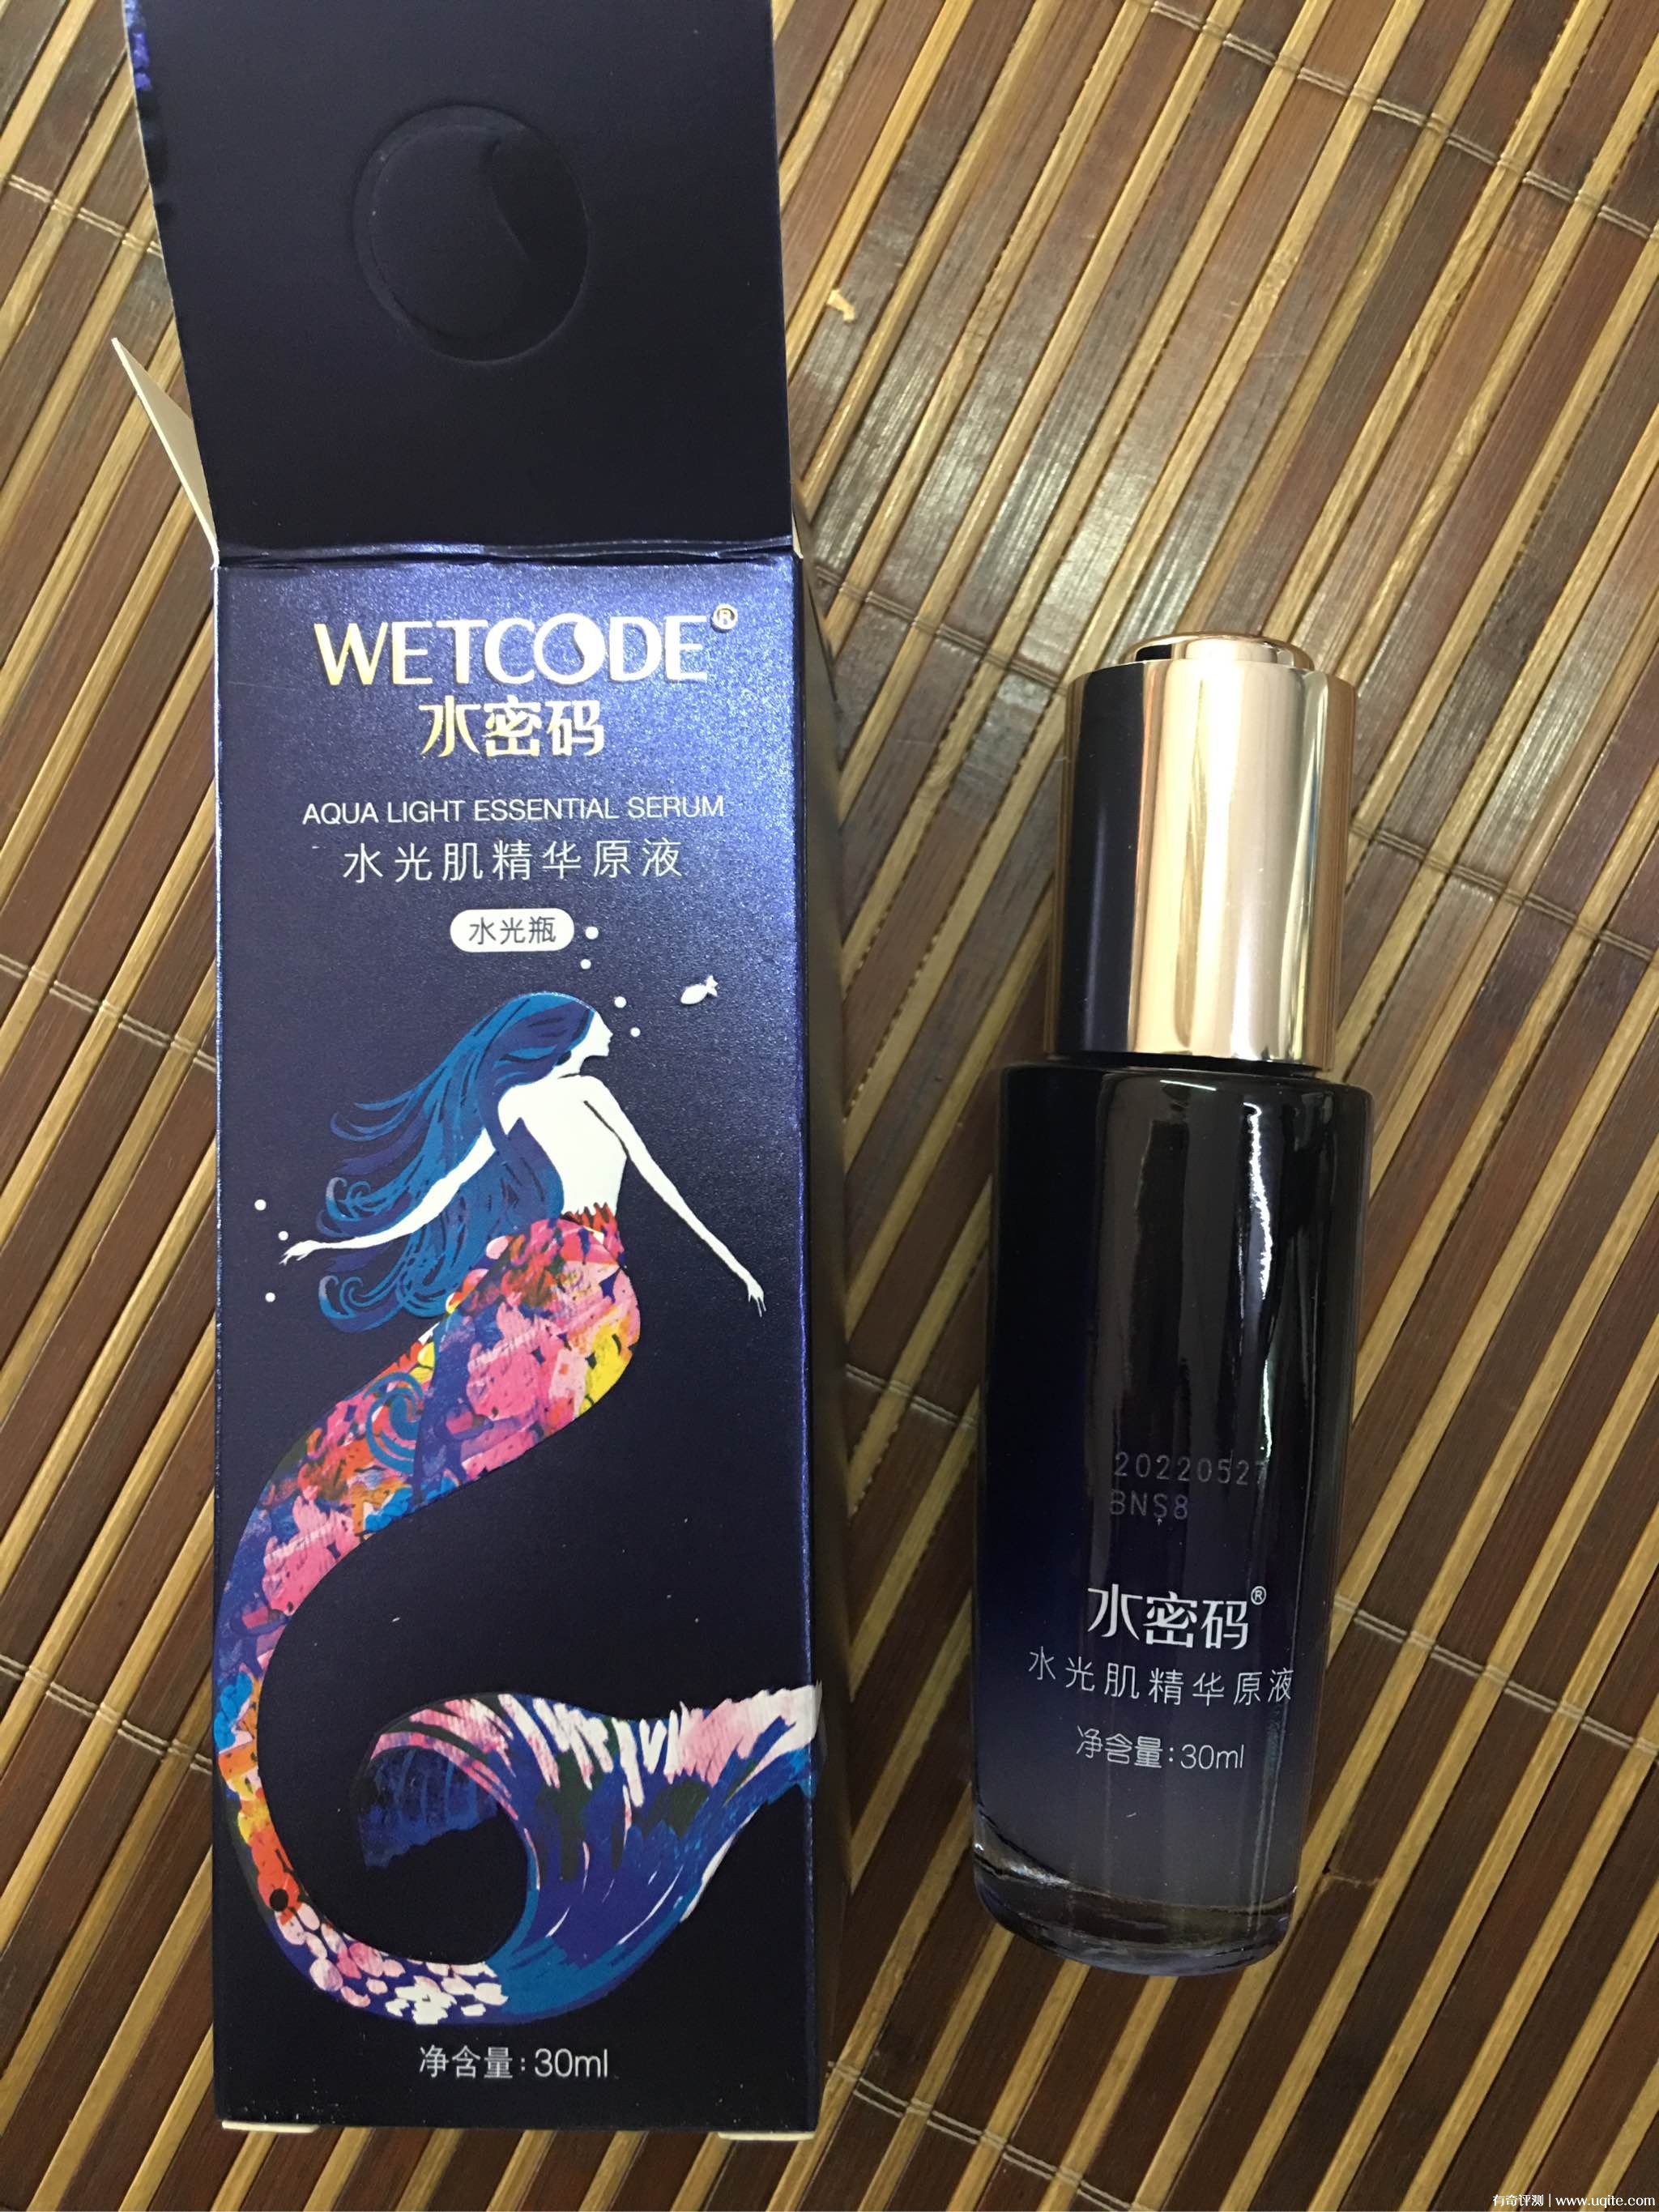 WETCODE®
水密码
AQUA LIGHT ESSENTIAL SERUM
水光肌精华原液
水光瓶
净含量:30ml
20220527
BNS8
水密码®
水光肌精华原液
净含量:30ml
有奇评测 | www.uqite.com